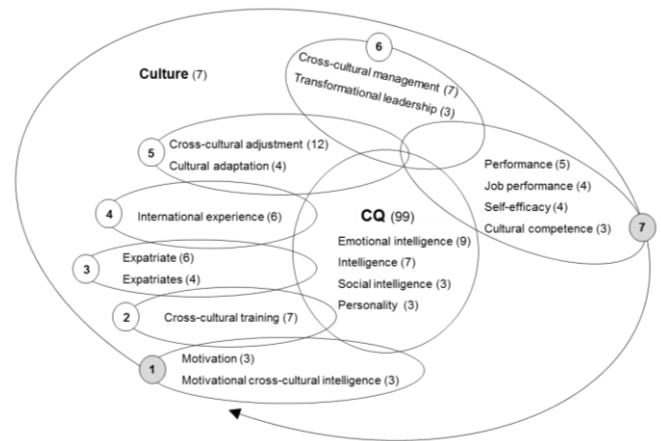 6
Cross-cultural management (7)
Transformational leadership (3)
Culture (7)
5
Cross-cultural adjustment (12)
Cultural adaptation (4)
Performance (5)
Job performance (4)
Self-efficacy (4)
Cultural competence (3)
7
4
International experience (6)
CQ (99)
Emotional intelligence (9)
Intelligence (7)
Social intelligence (3)
Personality (3)
3
Expatriate (6)
Expatriates (4)
2
Cross-cultural training (7)
1
Motivation (3)
Motivational cross-cultural intelligence (3)